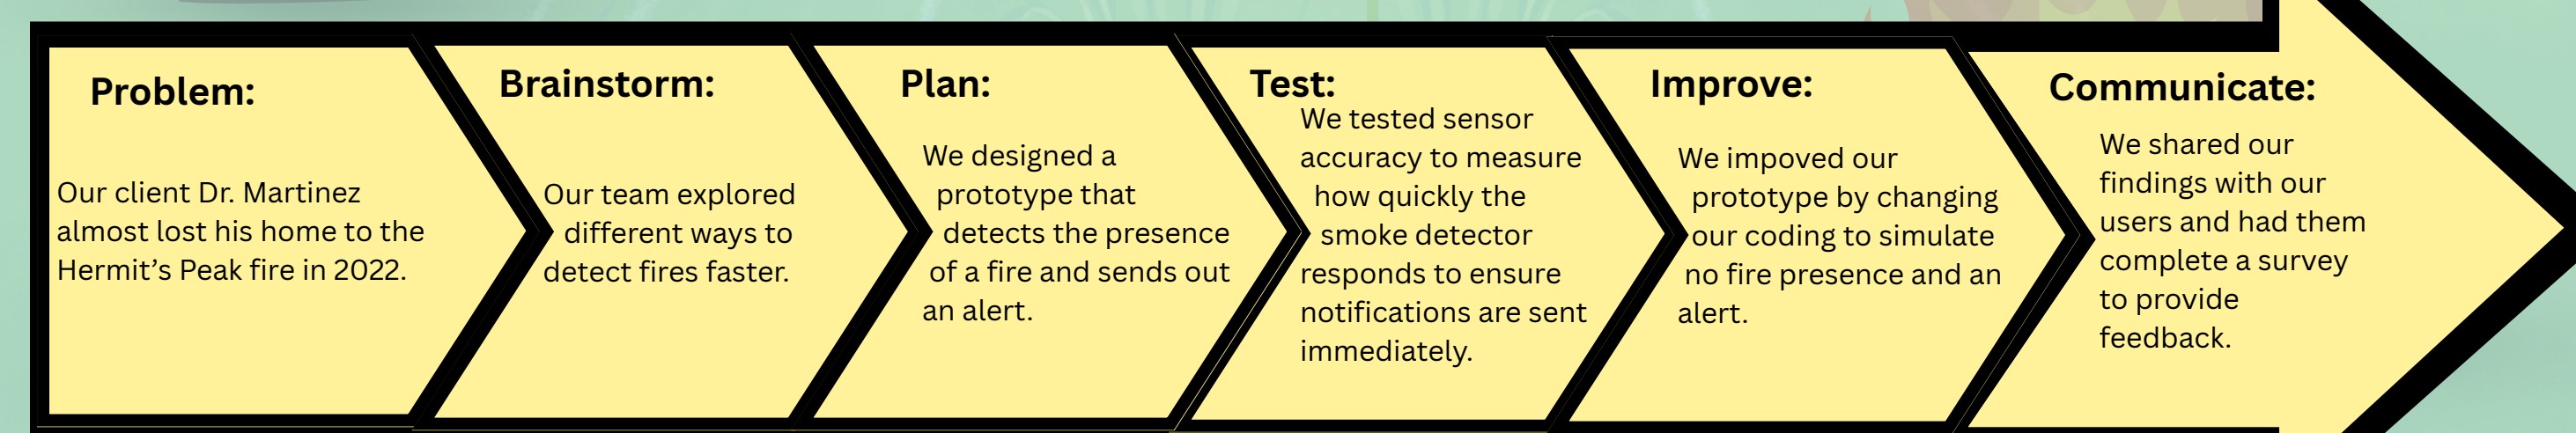 Problem:
Our client Dr. Martinez
almost lost his home to the
Hermit's Peak fire in 2022.
Brainstorm:
Our team explored
different ways to
detect fires faster.
Plan:
We designed a
prototype that
detects the presence
of a fire and sends out
an alert.
Test:
We tested sensor
accuracy to measure
how quickly the
smoke detector
responds to ensure
notifications are sent
immediately.
Improve:
We impoved our
prototype by changing
our coding to simulate
no fire presence and an
alert.
Communicate:
We shared our
findings with our
users and had them
complete a survey
to provide
feedback.